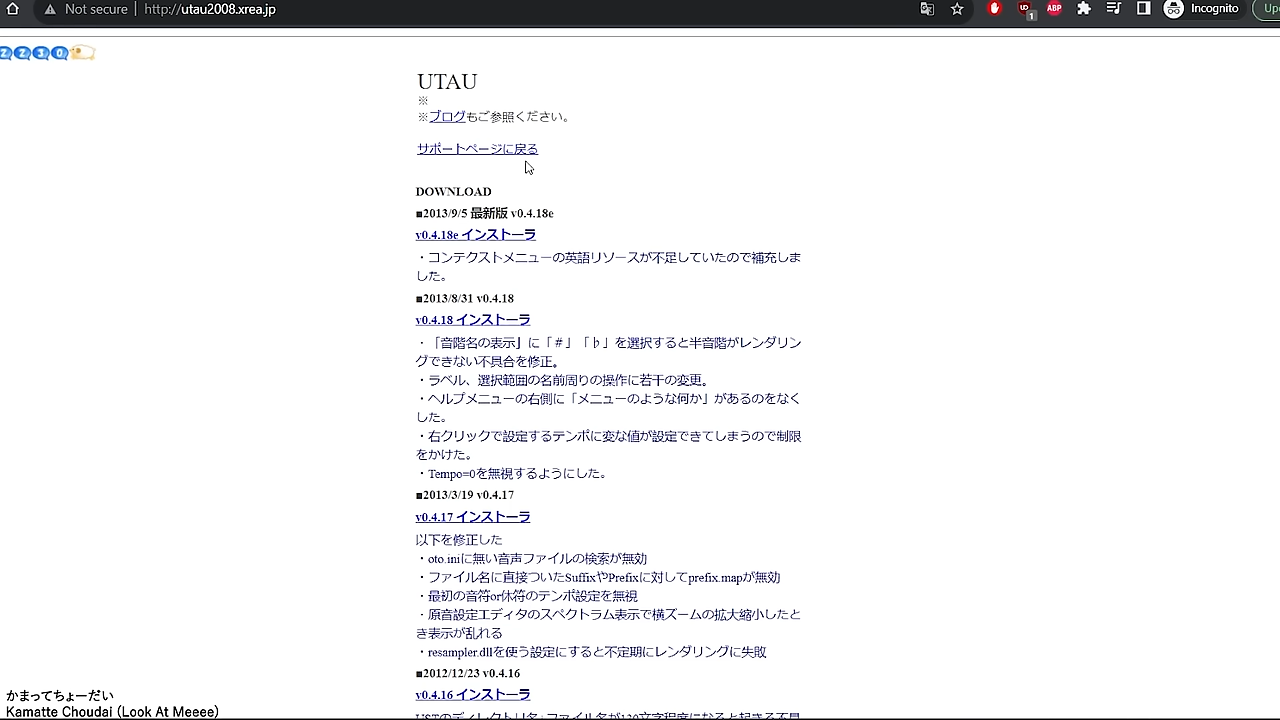 Not secure | http://utau2008.xrea.jp
1
ABP
Incognito
UTAU
※
※ブログもご参照ください。
サポートページに戻る
DOWNLOAD
■2013/9/5 最新版 v0.4.18e
v0.4.18e インストーラ
・コンテクストメニューの英語リソースが不足していたので補充しま
した。
■2013/8/31 v0.4.18
v0.4.18 インストーラ
・「音階名の表示」に「＃」「♭」を選択すると半音階がレンダリン
グできない不具合を修正。
・ラベル、選択範囲の名前周りの操作に若干の変更。
・ヘルプメニューの右側に「メニューのような何か」があるのをなく
した。
・右クリックで設定するテンポに変な値が設定できてしまうので制限
をかけた。
・Tempo=0を無視するようにした。
■2013/3/19 v0.4.17
v0.4.17 インストーラ
以下を修正した
・oto.iniに無い音声ファイルの検索が無効
・ファイル名に直接ついたSuffixやPrefixに対してprefix.mapが無効
・最初の音符or休符のテンポ設定を無視
・原音設定エディタのスペクトラム表示で横ズームの拡大縮小したと
き表示が乱れる
・resampler.dllを使う設定にすると不定期にレンダリングに失敗
■2012/12/23 v0.4.16
v0.4.16 インストーラ
かまってちょーだい
Kamatte Choudai (Look At Meeee)